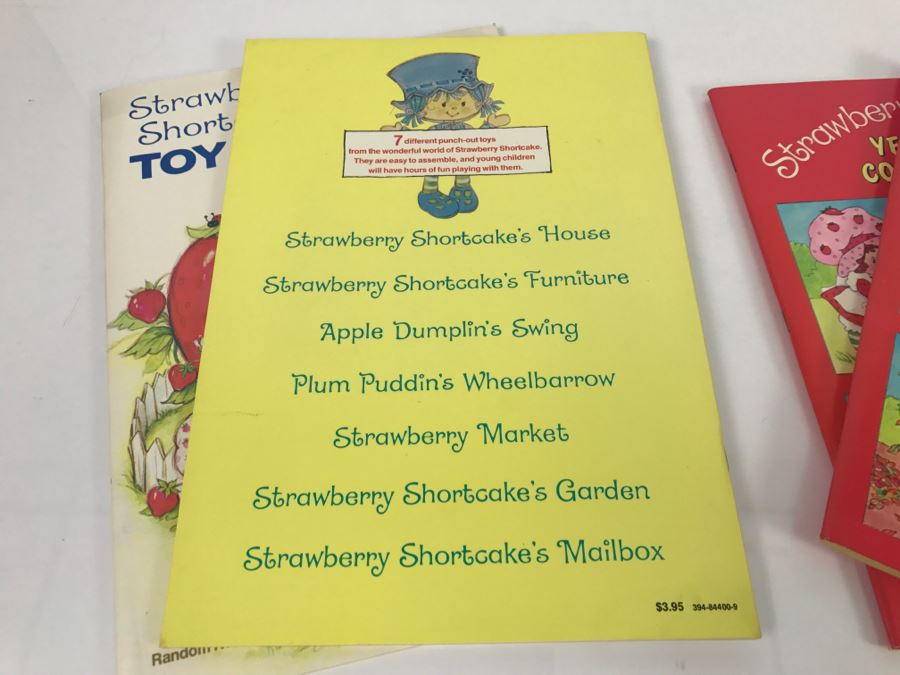 Strawb
Short
TOY
7 different punch-out toys
from the wonderful world of Strawberry Shortcake.
They are easy to assemble, and young children
will have hours of fun playing with them.
Strawberry Shortcake's House
Strawberry Shortcake's Furniture
Apple Dumplin's Swing
Plum Puddin's Wheelbarrow
Strawberry Market
Strawberry Shortcake's Garden
Strawberry Shortcake's Mailbox
$3.95 394-84400-9
Random
Strawberry
YE
CO